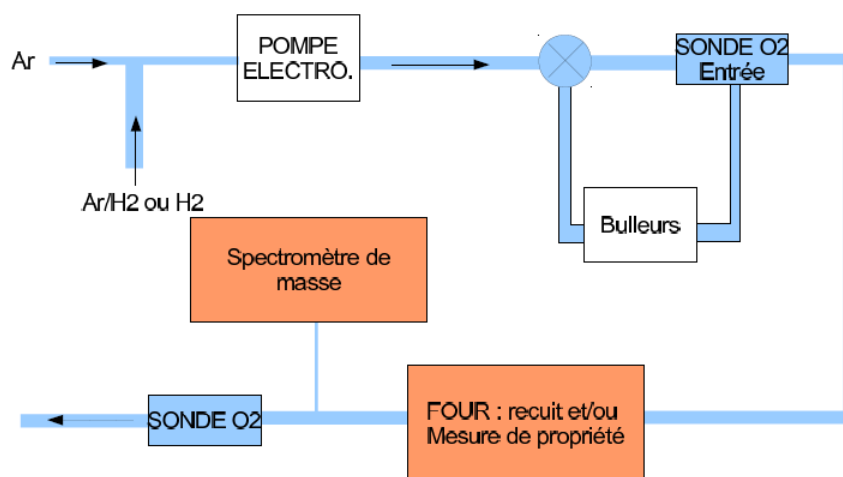 Ar
POMPE
ELECTRO.
SONDE O2
Entrée
Ar/H2 ou H2
Bulleurs
Spectromètre de
masse
SONDE O2
FOUR : recuit et/ou
Mesure de propriété